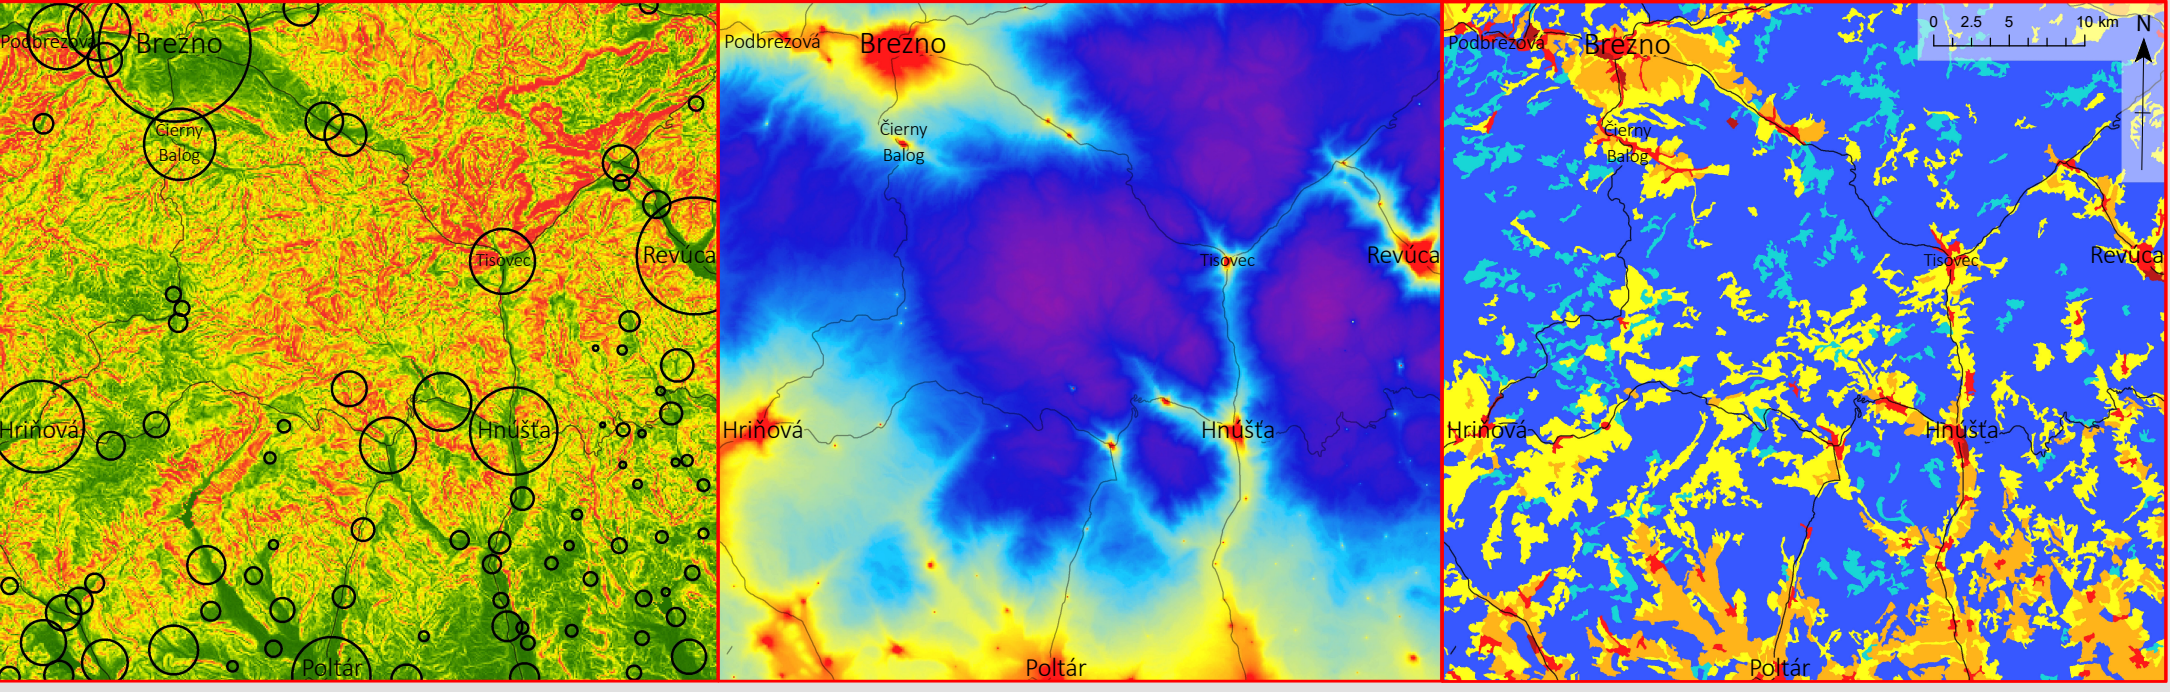 Podbrezová
Brezno
Čierny
Balog
Tisovec
Revúca
Hriňová
Hnúšťa
Poltár
Podbrezová
Brezno
Čierny
Balog
Tisovec
Revúca
Hriňová
Hnúšťa
Poltár
0 2.5 5 10 km
N
Podbrezová
Brezno
Čierny
Balog
Tisovec
Revúca
Hriňová
Hnúšťa
Poltár